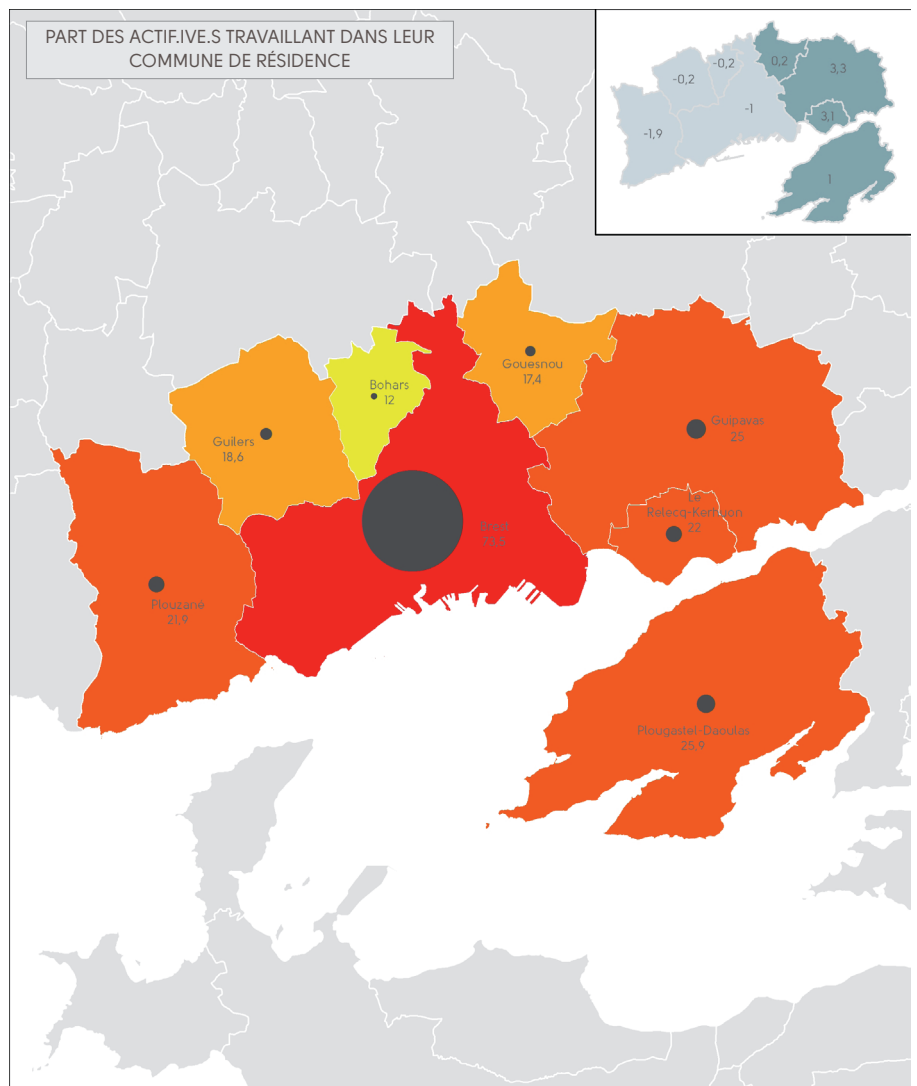 PART DES ACTIF.IVE.S TRAVAILLANT DANS LEUR
COMMUNE DE RÉSIDENCE
-0,2
-0,2
0,2
3,3
-1,9
-1
3,1
1
Gouesnou
17,4
Bohars
12
Guilers
18,6
Guipavas
25
Le
Relecq-Kerhuon
22
Brest
Plouzané
21,9
Plougastel-Daoulas
25,9